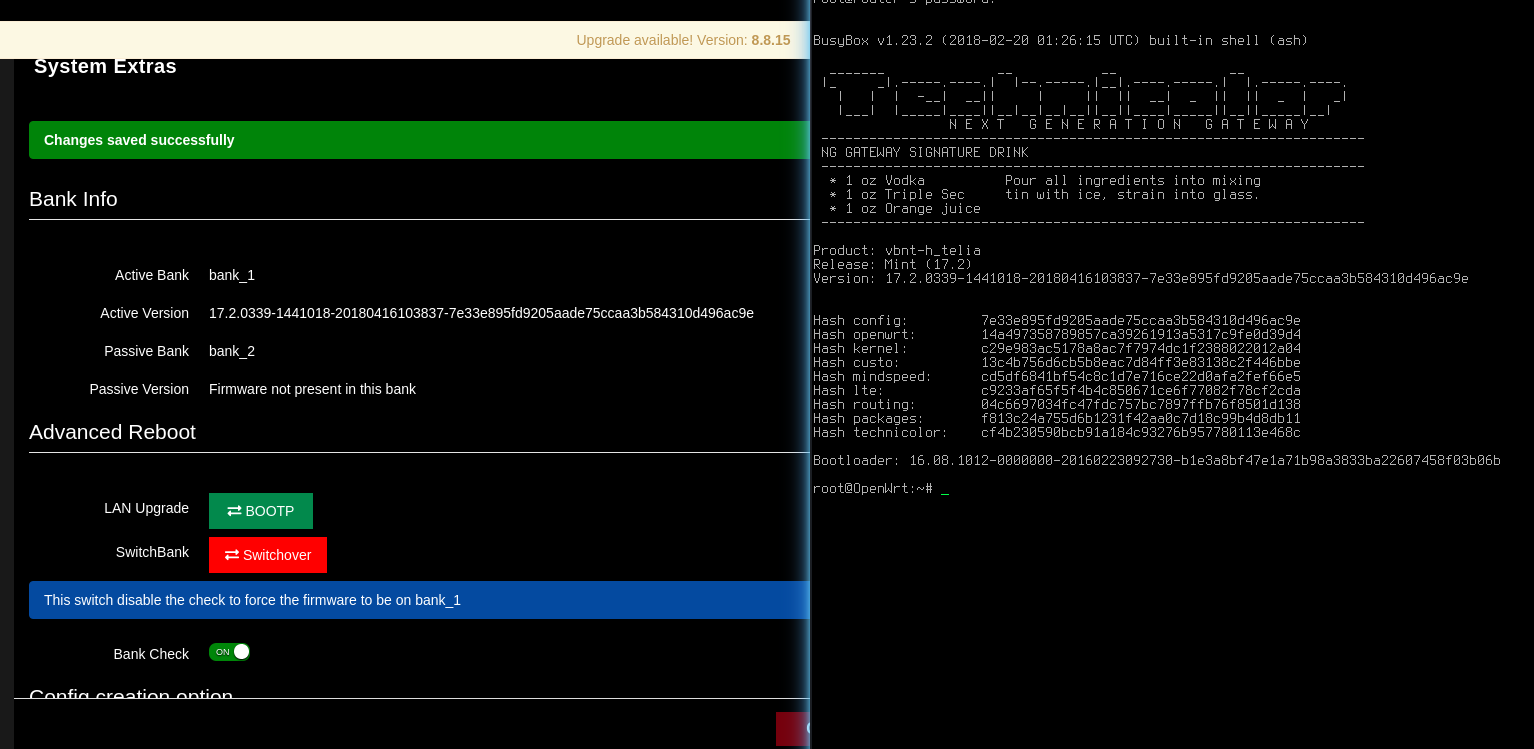 Upgrade available! Version: 8.8.15
System Extras
Changes saved successfully
Bank Info
Active Bank bank_1
Active Version 17.2.0339-1441018-20180416103837-7e33e895fd9205aade75ccaa3b584310d496ac9e
Passive Bank bank_2
Passive Version Firmware not present in this bank
Advanced Reboot
LAN Upgrade BOOTP
SwitchBank Switchover
This switch disable the check to force the firmware to be on bank_1
Bank Check ON
Config creation option
root@router's password:
BusyBox v1.23.2 (2018-02-20 01:26:15 UTC) built-in shell (ash)
N E X T   G E N E R A T I O N   G A T E W A Y
NG GATEWAY SIGNATURE DRINK
* 1 oz Vodka          Pour all ingredients into mixing
* 1 oz Triple Sec     tin with ice, strain into glass.
* 1 oz Orange juice
Product: vbnt-h_telia
Release: Mint (17.2)
Version: 17.2.0339-1441018-20180416103837-7e33e895fd9205aade75ccaa3b584310d496ac9e
Hash config:         7e33e895fd9205aade75ccaa3b584310d496ac9e
Hash openwrt:        14a497358789857ca39261913a5317c9fe0d39d4
Hash kernel:         c29e983ac5178a8ac7f7974dc1f2388022012a04
Hash custo:          13c4b756d6cb5b8eac7d84ff3e83138c2f446bbe
Hash mindspeed:      cd5df6841bf54c8c1d7e716ce22d0afa2fef66e5
Hash lte:            c9233af65f5f4b4c850671ce6f77082f78cf2cda
Hash routing:        04c6697034fc47fdc757bc7897ffb76f8501d138
Hash packages:       f813c24a755d6b1231f42aa0c7d18c99b4d8db11
Hash technicolor:    cf4b230590bcb91a184c93276b957780113e468c
Bootloader: 16.08.1012-0000000-20160223092730-b1e3a8bf47e1a71b98a3833ba22607458f03b06b
root@OpenWrt:~# _